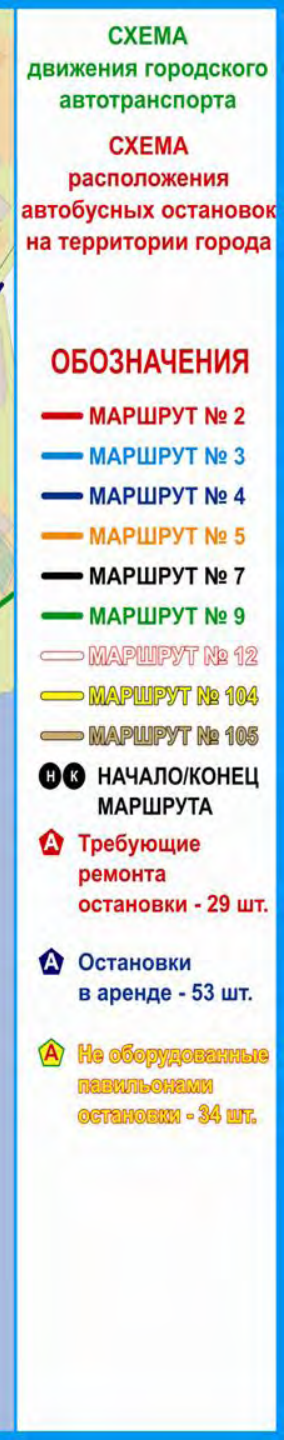 СХЕМА
движения городского
автотранспорта
СХЕМА
расположения
автобусных остановок
на территории города
ОБОЗНАЧЕНИЯ
МАРШРУТ № 2
МАРШРУТ № 3
МАРШРУТ № 4
МАРШРУТ № 5
МАРШРУТ № 7
МАРШРУТ № 9
МАРШРУТ № 12
МАРШРУТ № 104
МАРШРУТ № 105
Н К НАЧАЛО/КОНЕЦ
МАРШРУТА
А Требующие
ремонта
остановки - 29 шт.
А Остановки
в аренде - 53 шт.
А Не оборудованные
павильонами
остановки - 34 шт.